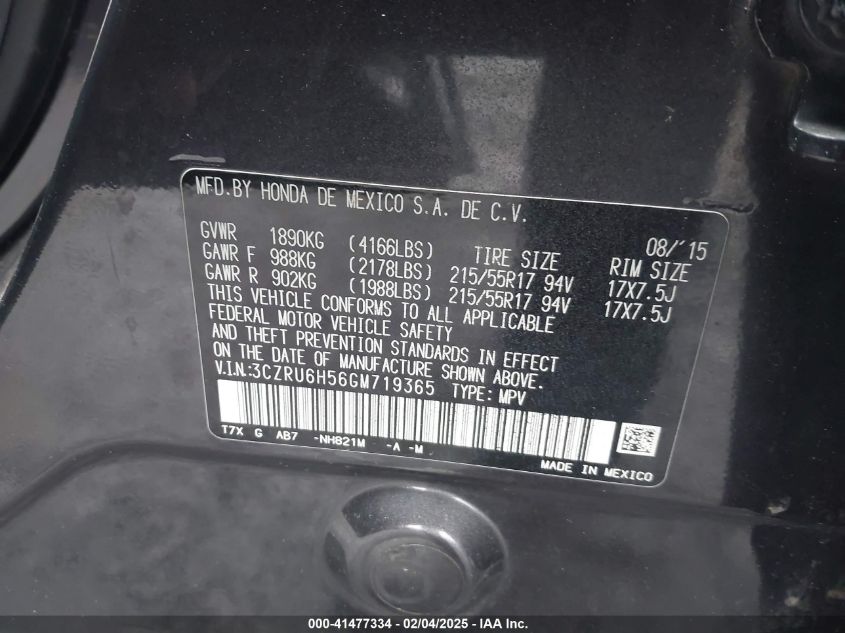 MFD.BY HONDA DE MEXICO S.A. DE C.V.
08/'15
GVWR 1890KG (4166LBS) TIRE SIZE RIM SIZE
GAWR F 988KG (2178LBS) 215/55R17 94V 17X7.5J
GAWR R 902KG (1988LBS) 215/55R17 94V 17X7.5J
THIS VEHICLE CONFORMS TO ALL APPLICABLE
FEDERAL MOTOR VEHICLE SAFETY
AND THEFT PREVENTION STANDARDS IN EFFECT
ON THE DATE OF MANUFACTURE SHOWN ABOVE.
V.I.N:3CZRU6H56GM719365 TYPE: MPV
T7X G AB7 -NH821M -A -M
MADE IN MEXICO
000-41477334 - 02/04/2025 - IAA Inc.